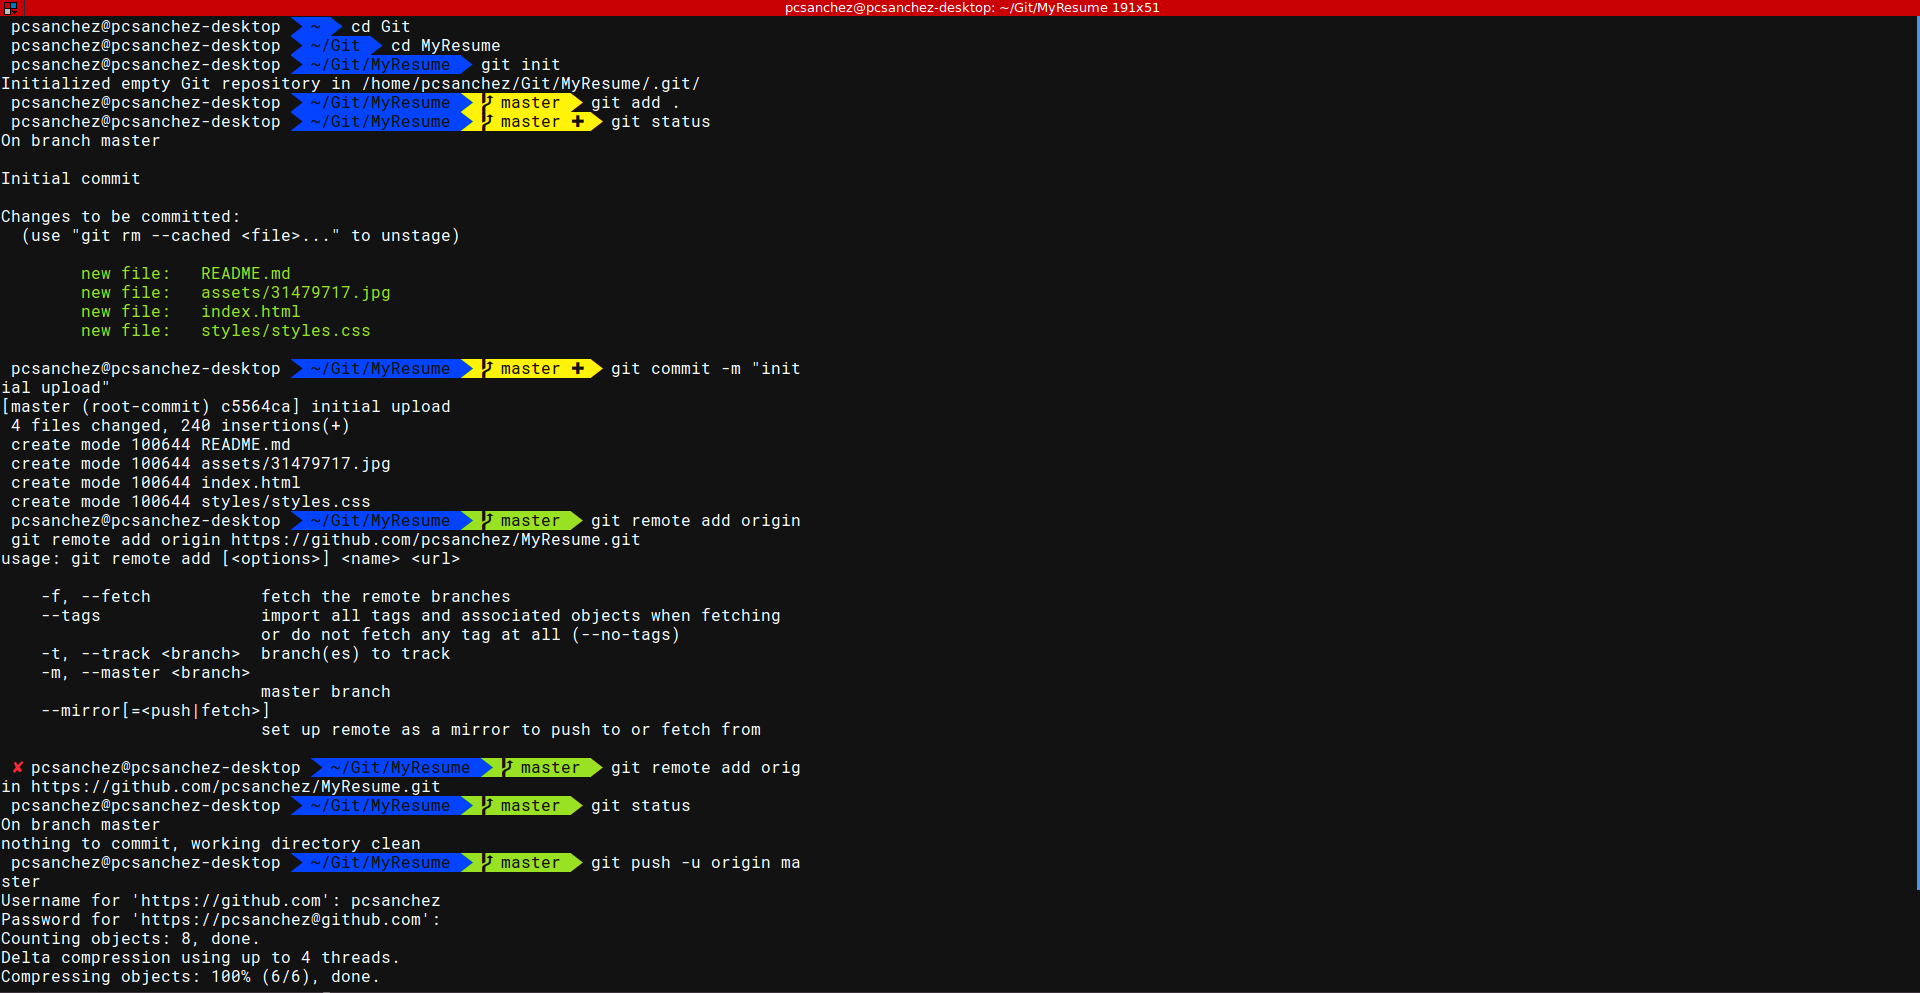 pcsanchez@pcsanchez-desktop: ~/Git/MyResume 191x51
pcsanchez@pcsanchez-desktop ~ cd Git
pcsanchez@pcsanchez-desktop ~/Git cd MyResume
pcsanchez@pcsanchez-desktop ~/Git/MyResume git init
Initialized empty Git repository in /home/pcsanchez/Git/MyResume/.git/
pcsanchez@pcsanchez-desktop ~/Git/MyResume master git add .
pcsanchez@pcsanchez-desktop ~/Git/MyResume master ✚ git status
On branch master
Initial commit
Changes to be committed:
(use "git rm --cached <file>..." to unstage)
new file: README.md
new file: assets/31479717.jpg
new file: index.html
new file: styles/styles.css
pcsanchez@pcsanchez-desktop ~/Git/MyResume master ✚ git commit -m "init
ial upload"
[master (root-commit) c5564ca] initial upload
4 files changed, 240 insertions(+)
create mode 100644 README.md
create mode 100644 assets/31479717.jpg
create mode 100644 index.html
create mode 100644 styles/styles.css
pcsanchez@pcsanchez-desktop ~/Git/MyResume master git remote add origin
git remote add origin https://github.com/pcsanchez/MyResume.git
usage: git remote add [<options>] <name> <url>
-f, --fetch fetch the remote branches
--tags import all tags and associated objects when fetching
or do not fetch any tag at all (--no-tags)
-t, --track <branch> branch(es) to track
-m, --master <branch>
master branch
--mirror[=<push|fetch>]
set up remote as a mirror to push to or fetch from
✘ pcsanchez@pcsanchez-desktop ~/Git/MyResume master git remote add orig
in https://github.com/pcsanchez/MyResume.git
pcsanchez@pcsanchez-desktop ~/Git/MyResume master git status
On branch master
nothing to commit, working directory clean
pcsanchez@pcsanchez-desktop ~/Git/MyResume master git push -u origin ma
ster
Username for 'https://github.com': pcsanchez
Password for 'https://pcsanchez@github.com':
Counting objects: 8, done.
Delta compression using up to 4 threads.
Compressing objects: 100% (6/6), done.